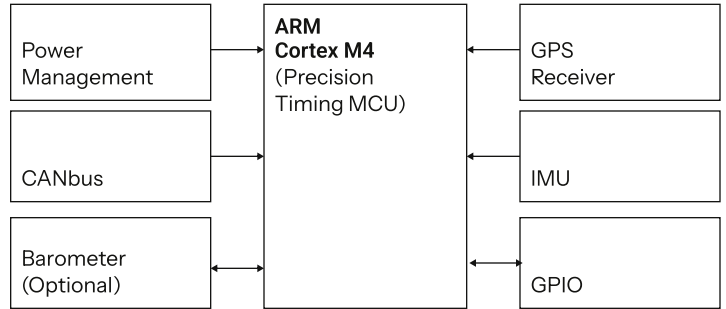 Power
Management
CANbus
Barometer
(Optional)
ARM
Cortex M4
(Precision
Timing MCU)
GPS
Receiver
IMU
GPIO